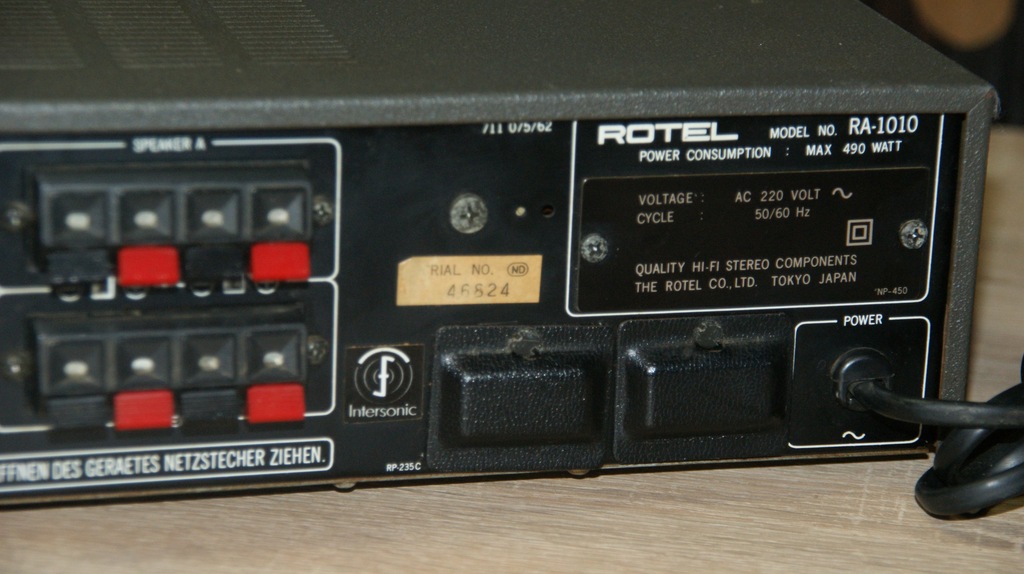 SPEAKER A
711 075/62
ROTEL MODEL NO. RA-1010
POWER CONSUMPTION : MAX 490 WATT
VOLTAGE : AC 220 VOLT ~
CYCLE : 50/60 Hz
QUALITY HI-FI STEREO COMPONENTS
THE ROTEL CO., LTD. TOKYO JAPAN
NP-450
RIAL NO. ND
46824
Intersonic
POWER
~
FFNEN DES GERAETES NETZSTECHER ZIEHEN.
RP-235C